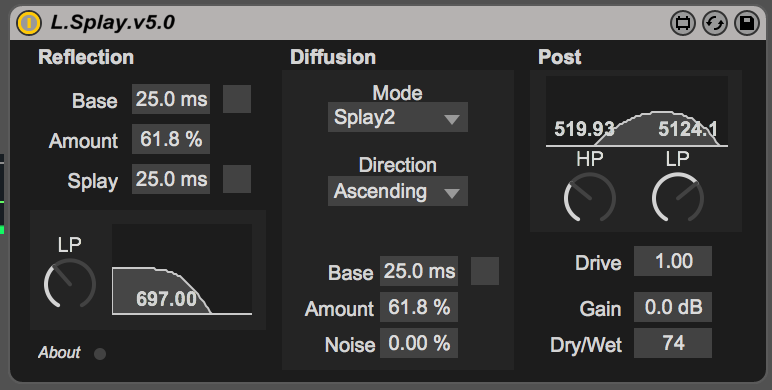 L.Splay.v5.0
Reflection
Base 25.0 ms
Amount 61.8 %
Splay 25.0 ms
LP
697.00
About
Diffusion
Mode
Splay2
Direction
Ascending
Base 25.0 ms
Amount 61.8 %
Noise 0.00 %
Post
519.93 5124.1
HP LP
Drive 1.00
Gain 0.0 dB
Dry/Wet 74